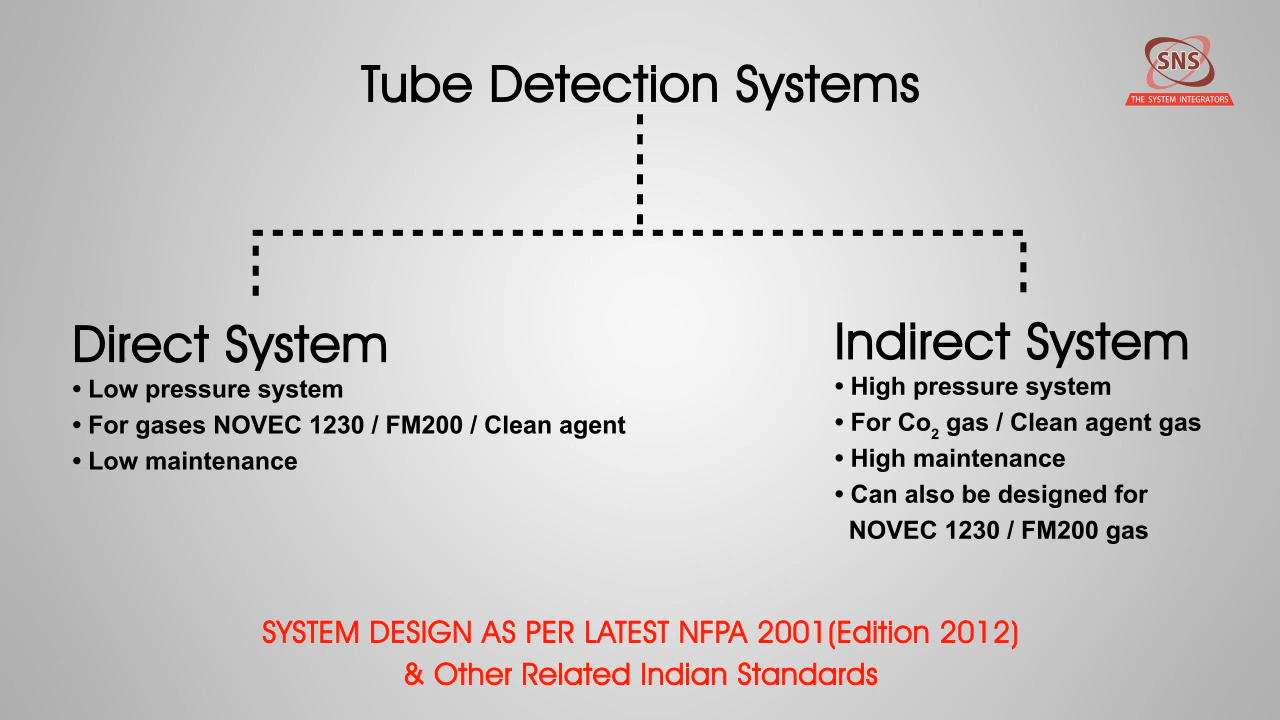 SNS
THE SYSTEM INTEGRATORS
Tube Detection Systems
Direct System
• Low pressure system
• For gases NOVEC 1230 / FM200 / Clean agent
• Low maintenance
Indirect System
• High pressure system
• For Co₂ gas / Clean agent gas
• High maintenance
• Can also be designed for
NOVEC 1230 / FM200 gas
SYSTEM DESIGN AS PER LATEST NFPA 2001(Edition 2012)
& Other Related Indian Standards